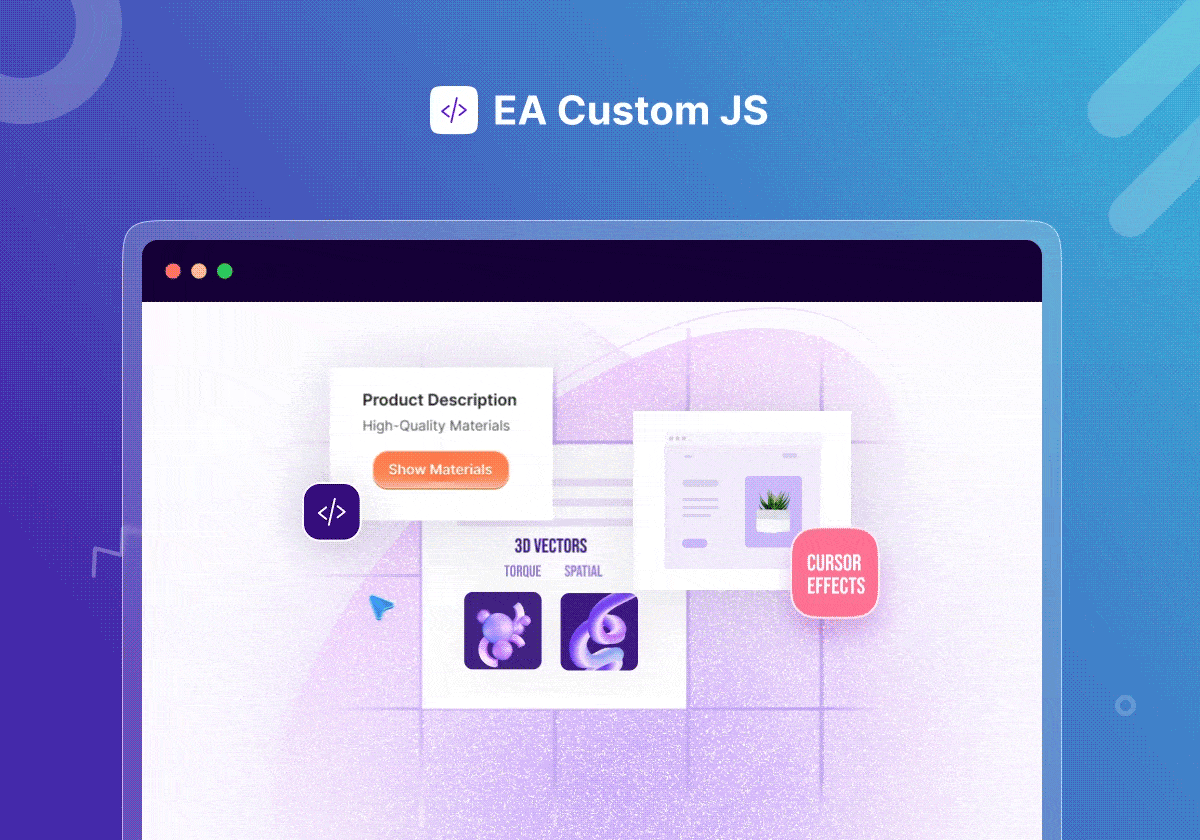 </> EA Custom JS
Product Description
High-Quality Materials
Show Materials
</>
3D VECTORS
TORQUE SPATIAL
CURSOR
EFFECTS